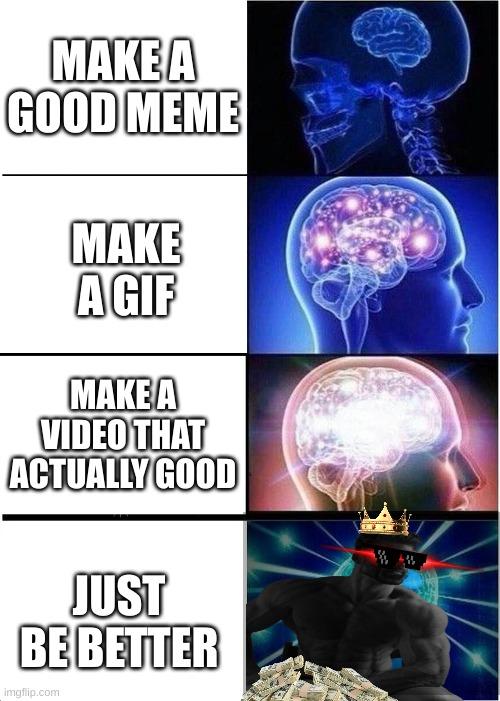 MAKE A
GOOD MEME
MAKE
A GIF
MAKE A
VIDEO THAT
ACTUALLY GOOD
JUST
BE BETTER
imgflip.com